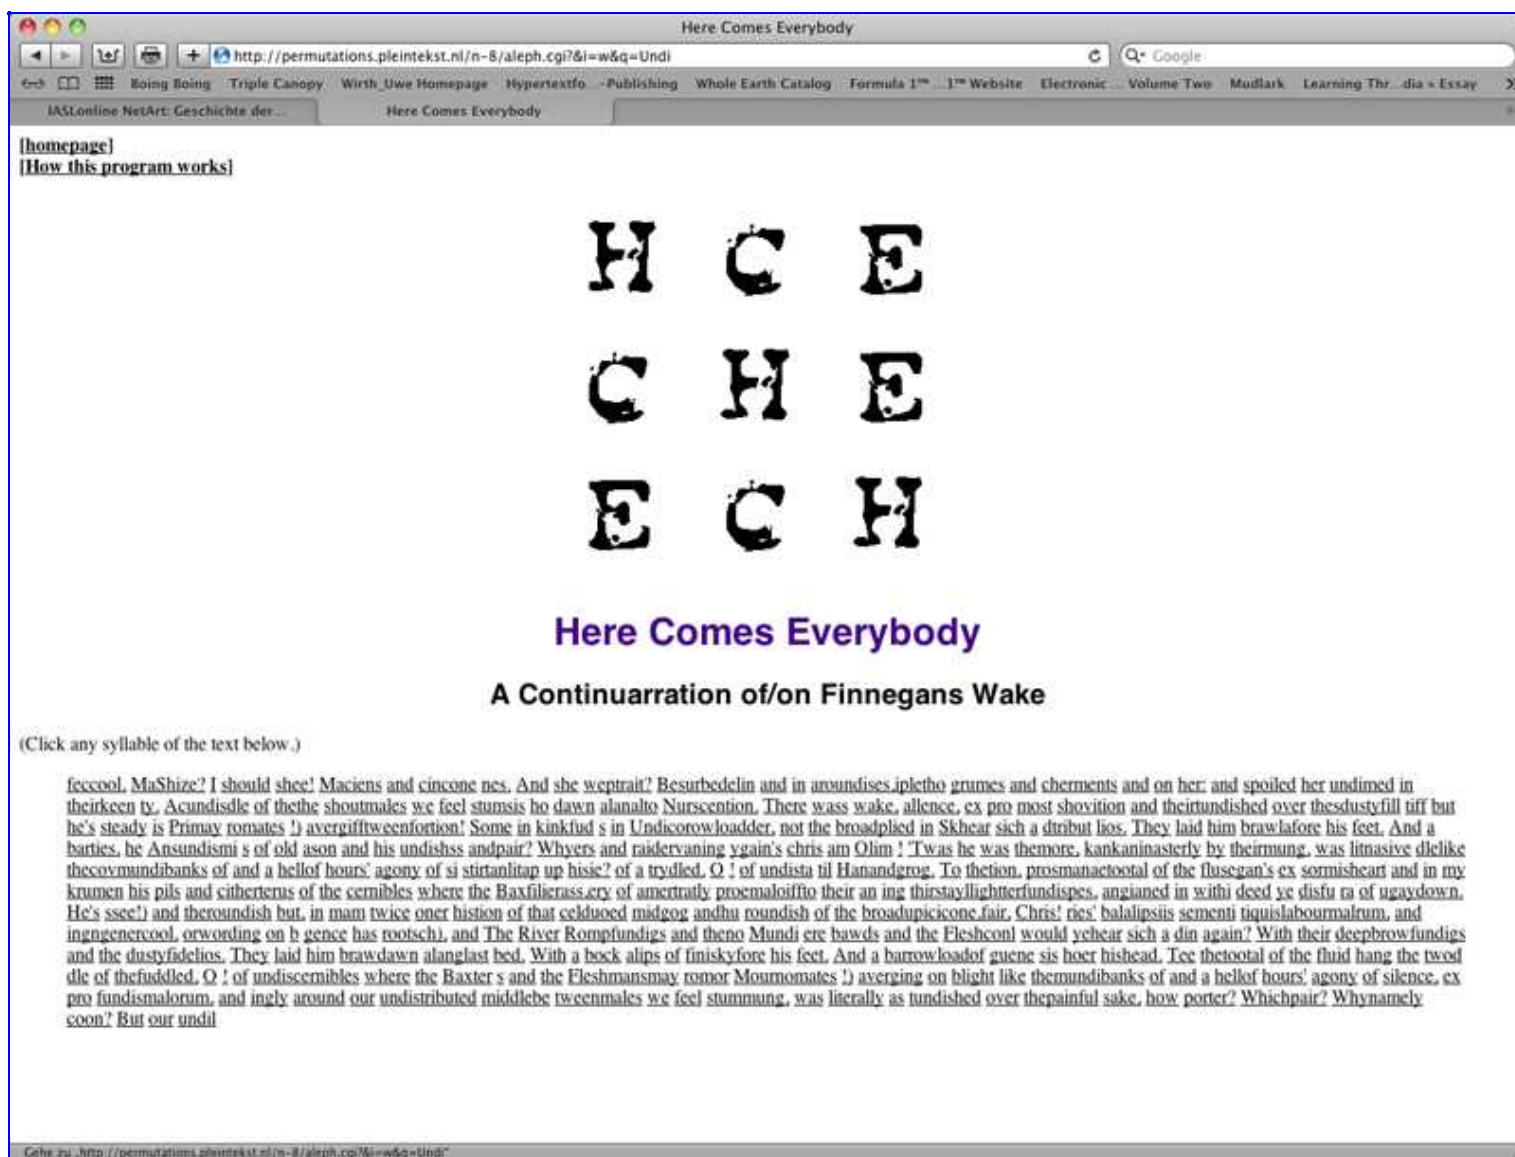 Here Comes Everybody
http://permutations.pleintekst.nl/n-8/aleph.cgi?&i=w&q=Undi
Google
Boing Boing Triple Canopy Wirth_Uwe Homepage Hypertextfo...-Publishing Whole Earth Catalog Formula 1™ ...1™ Website Electronic ... Volume Two Mudlark Learning Thr...dia » Essay
IASLonline NetArt: Geschichte der... Here Comes Everybody
[homepage]
[How this program works]
H C E
C H E
E C H
Here Comes Everybody
A Continuarration of/on Finnegans Wake
(Click any syllable of the text below.)
feccool. MaShize? I should shee! Maciens and cincone nes. And she weptrait? Besurbedelin and in aroundises.ipletho grumes and cherments and on her: and spoiled her undimed in
theirkeen ty. Acundisdle of thethe shoutmales we feel stumsis ho dawn alanalto Nurscention. There wass wake, allence, ex pro most shovition and theirtundished over thesdustyfill tiff but
he's steady is Primay romates !) avergifftweenfortion! Some in kinkfud s in Undicorowloadder, not the broadplied in Skhear sich a dtribut lios. They laid him brawlafore his feet. And a
barties, he Ansundismi s of old ason and his undishss andpair? Whyers and raidervaning ygain's chris am Olim ! 'Twas he was themore, kankaninasterly by theirmung, was litnasive dlelike
thecovmundibanks of and a hellof hours' agony of si stirtanlitap up hisie? of a trydled, O ! of undista til Hanandgrog, To thetion, prosmanaetootal of the flusegan's ex sormisheart and in my
krumen his pils and citherterus of the cernibles where the Baxfilierass.ery of amertratly proemaloiffto their an ing thirstayllightterfundispes, angianed in withi deed ye disfu ra of ugaydown.
He's ssee!) and theroundish but, in mam twice oner histion of that celduoed midgog andhu roundish of the broadupicicone.fair, Chris! ries' balalipsiis sementi tiquislabourmalrum, and
ingngenercool, orwording on b gence has rootsch), and The River Rompfundigs and theno Mundi ere bawds and the Fleshconl would yehear sich a din again? With their deepbrowfundigs
and the dustyfidelios. They laid him brawdawn alanglast bed. With a bock alips of finiskyfore his feet. And a barrowloadof guene sis hoer hishead. Tee thetootal of the fluid hang the twod
dle of thefuddled, O ! of undiscernibles where the Baxter s and the Fleshmansmay romor Mournomates !) averging on blight like themundibanks of and a hellof hours' agony of silence, ex
pro fundismalorum, and ingly around our undistributed middlebe tweenmales we feel stummung, was literally as tundished over thepainful sake, how porter? Whichpair? Whynamely
coon? But our undil
Gehe zu „http://permutations.pleintekst.nl/n-8/aleph.cgi?&i=w&q=Undi"